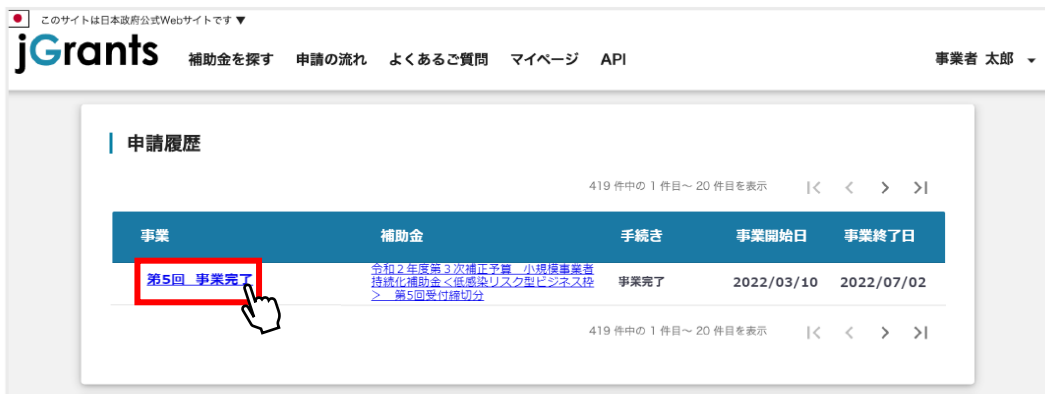 このサイトは日本政府公式Webサイトです ▼
jGrants 補助金を探す 申請の流れ よくあるご質問 マイページ API 事業者 太郎
申請履歴
419 件中の 1 件目～ 20 件目を表示
事業 補助金 手続き 事業開始日 事業終了日
第5回 事業完了 令和２年度第３次補正予算 小規模事業者
持続化補助金＜低感染リスク型ビジネス枠
＞ 第5回受付締切分
事業完了 2022/03/10 2022/07/02
419 件中の 1 件目～ 20 件目を表示